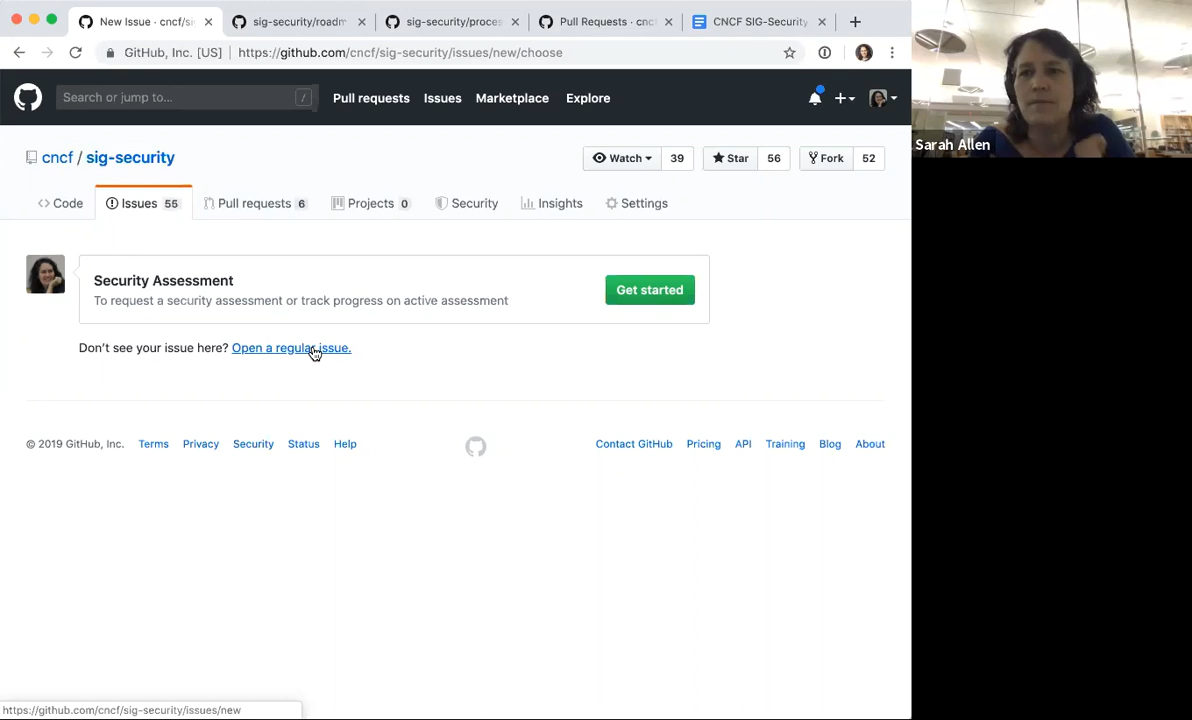 New Issue · cncf/si
sig-security/roadm
sig-security/proces
Pull Requests · cnc
CNCF SIG-Security
GitHub, Inc. [US]
https://github.com/cncf/sig-security/issues/new/choose
Search or jump to...
/
Pull requests
Issues
Marketplace
Explore
cncf / sig-security
Watch
39
Star
56
Fork
52
Code
Issues 55
Pull requests 6
Projects 0
Security
Insights
Settings
Security Assessment
To request a security assessment or track progress on active assessment
Get started
Don't see your issue here? Open a regular issue.
© 2019 GitHub, Inc.
Terms
Privacy
Security
Status
Help
Contact GitHub
Pricing
API
Training
Blog
About
https://github.com/cncf/sig-security/issues/new
Sarah Allen